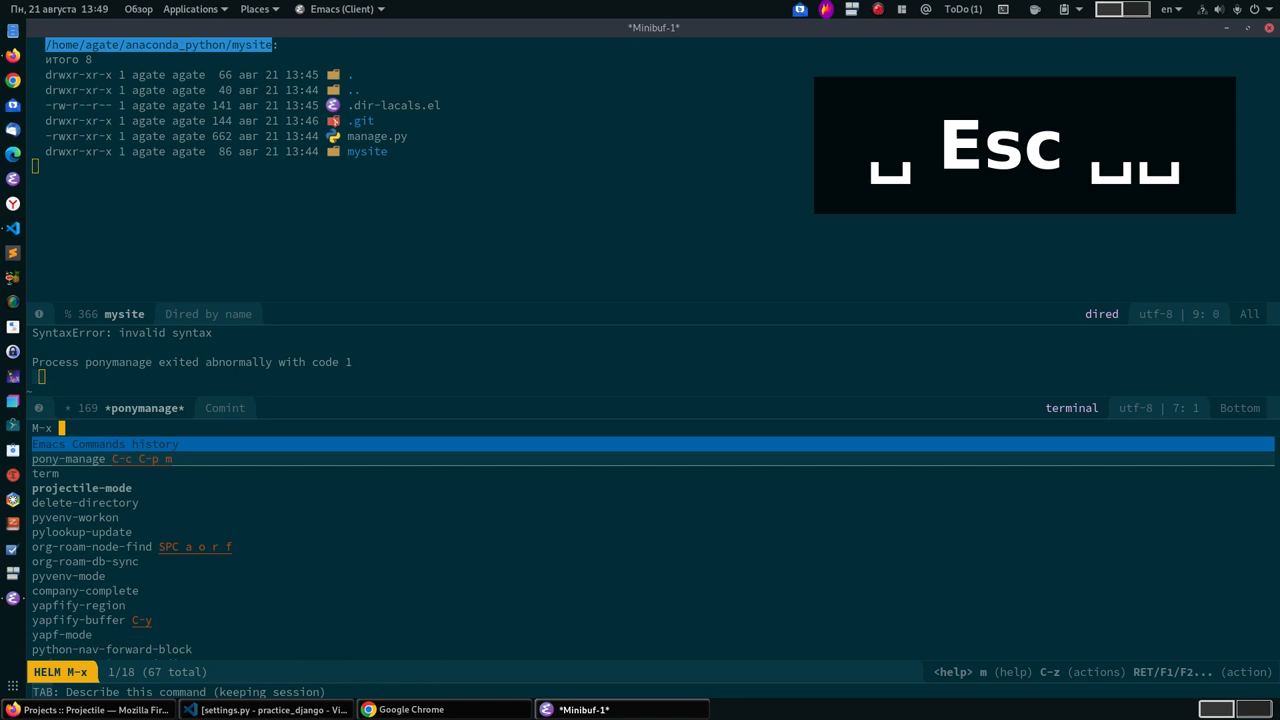 Пн, 21 августа 13:49 Обзор Applications Places Emacs (Client) ToDo (1) en
*Minibuf-1*
/home/agate/anaconda_python/mysite:
итого 8
drwxr-xr-x 1 agate agate 66 авг 21 13:45 .
drwxr-xr-x 1 agate agate 40 авг 21 13:44 ..
-rw-r--r-- 1 agate agate 141 авг 21 13:45 .dir-lacals.el
drwxr-xr-x 1 agate agate 144 авг 21 13:46 .git
-rwxr-xr-x 1 agate agate 662 авг 21 13:44 manage.py
drwxr-xr-x 1 agate agate 86 авг 21 13:44 mysite
␣ Esc ␣␣
❶ % 366 mysite Dired by name dired utf-8 | 9: 0 All
SyntaxError: invalid syntax
Process ponymanage exited abnormally with code 1
~
❷ * 169 *ponymanage* Comint terminal utf-8 | 7: 1 Bottom
M-x
Emacs Commands history
pony-manage C-c C-p m
term
projectile-mode
delete-directory
pyvenv-workon
pylookup-update
org-roam-node-find SPC a o r f
org-roam-db-sync
pyvenv-mode
company-complete
yapfify-region
yapfify-buffer C-y
yapf-mode
python-nav-forward-block
HELM M-x 1/18 (67 total) <help> m (help) C-z (actions) RET/F1/F2... (action)
TAB: Describe this command (keeping session)
Projects :: Projectile — Mozilla Fir... [settings.py - practice_django - Vi... Google Chrome *Minibuf-1*